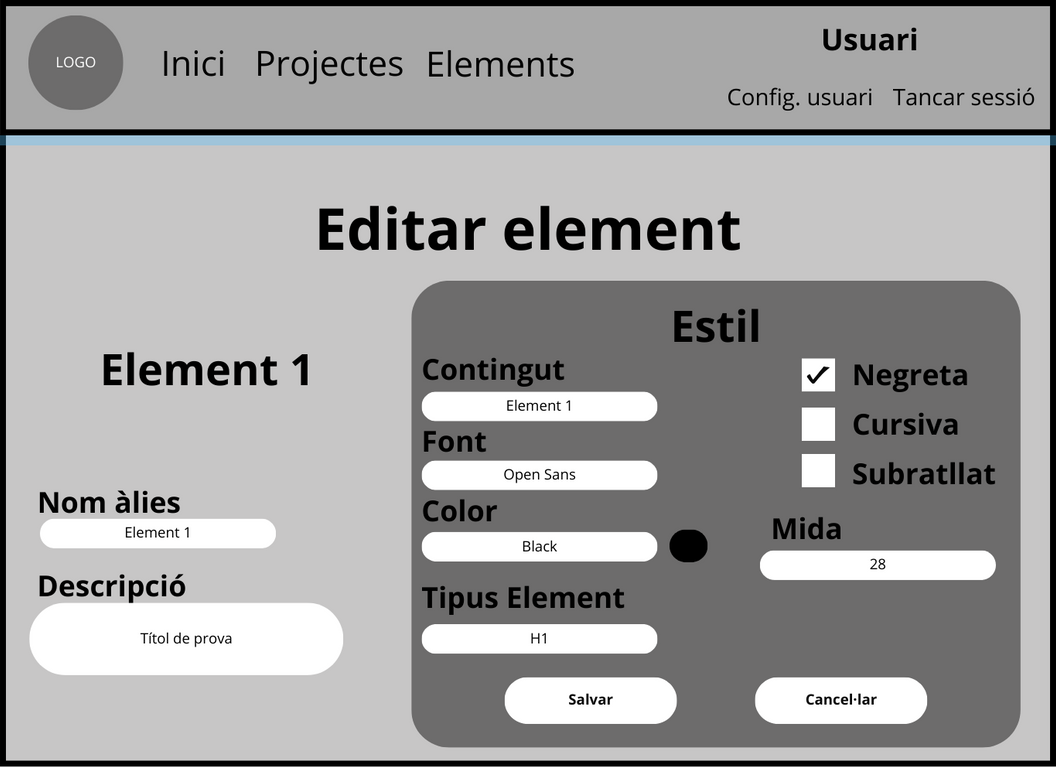 LOGO
Inici Projectes Elements
Usuari
Config. usuari Tancar sessió
Editar element
Element 1
Nom àlies
Element 1
Descripció
Títol de prova
Estil
Contingut
Element 1
Font
Open Sans
Color
Black
Tipus Element
H1
Negreta
Cursiva
Subratllat
Mida
28
Salvar
Cancel·lar